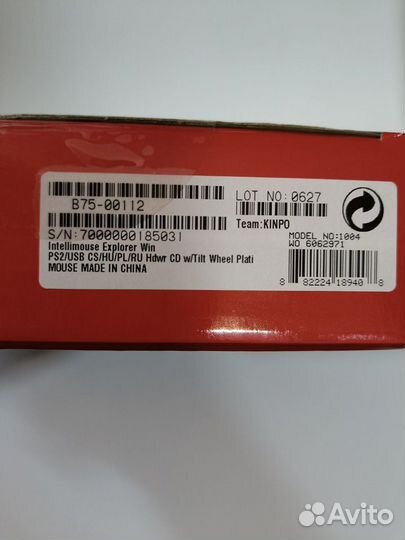 B75-00112
LOT NO:0627
Team:KINPO
S/N:7000000185031
MODEL NO:1004
WO 6062971
Intellimouse Explorer Win
PS2/USB CS/HU/PL/RU Hdwr CD w/Tilt Wheel Plati
MOUSE MADE IN CHINA
8 82224 18940 8
Avito